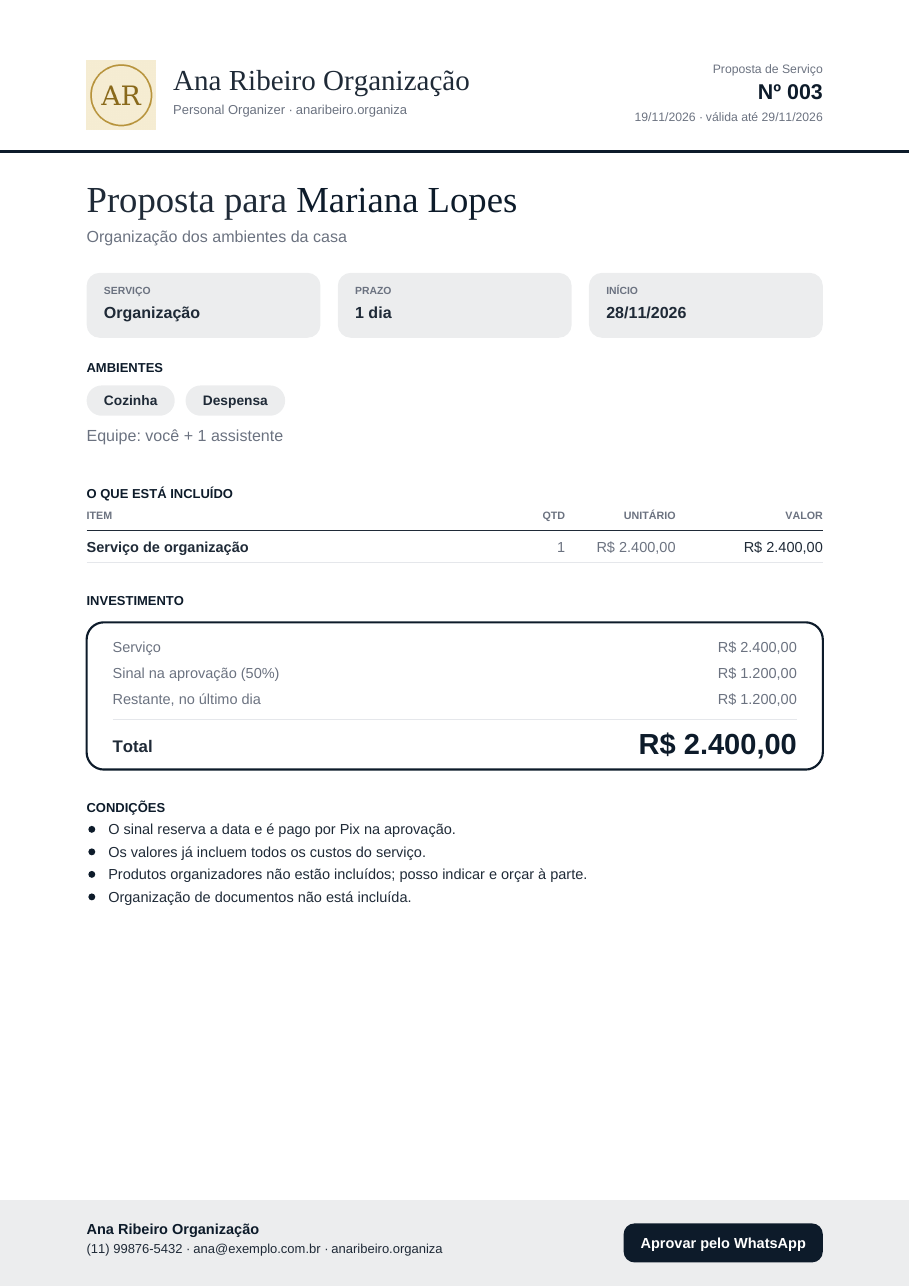 AR
Ana Ribeiro Organização
Personal Organizer · anaribeiro.organiza
Proposta de Serviço
Nº 003
19/11/2026 · válida até 29/11/2026
Proposta para Mariana Lopes
Organização dos ambientes da casa
SERVIÇO
Organização
PRAZO
1 dia
INÍCIO
28/11/2026
AMBIENTES
Cozinha Despensa
Equipe: você + 1 assistente
O QUE ESTÁ INCLUÍDO
ITEM QTD UNITÁRIO VALOR
Serviço de organização 1 R$ 2.400,00 R$ 2.400,00
INVESTIMENTO
Serviço R$ 2.400,00
Sinal na aprovação (50%) R$ 1.200,00
Restante, no último dia R$ 1.200,00
Total R$ 2.400,00
CONDIÇÕES
● O sinal reserva a data e é pago por Pix na aprovação.
● Os valores já incluem todos os custos do serviço.
● Produtos organizadores não estão incluídos; posso indicar e orçar à parte.
● Organização de documentos não está incluída.
Ana Ribeiro Organização
(11) 99876-5432 · ana@exemplo.com.br · anaribeiro.organiza
Aprovar pelo WhatsApp